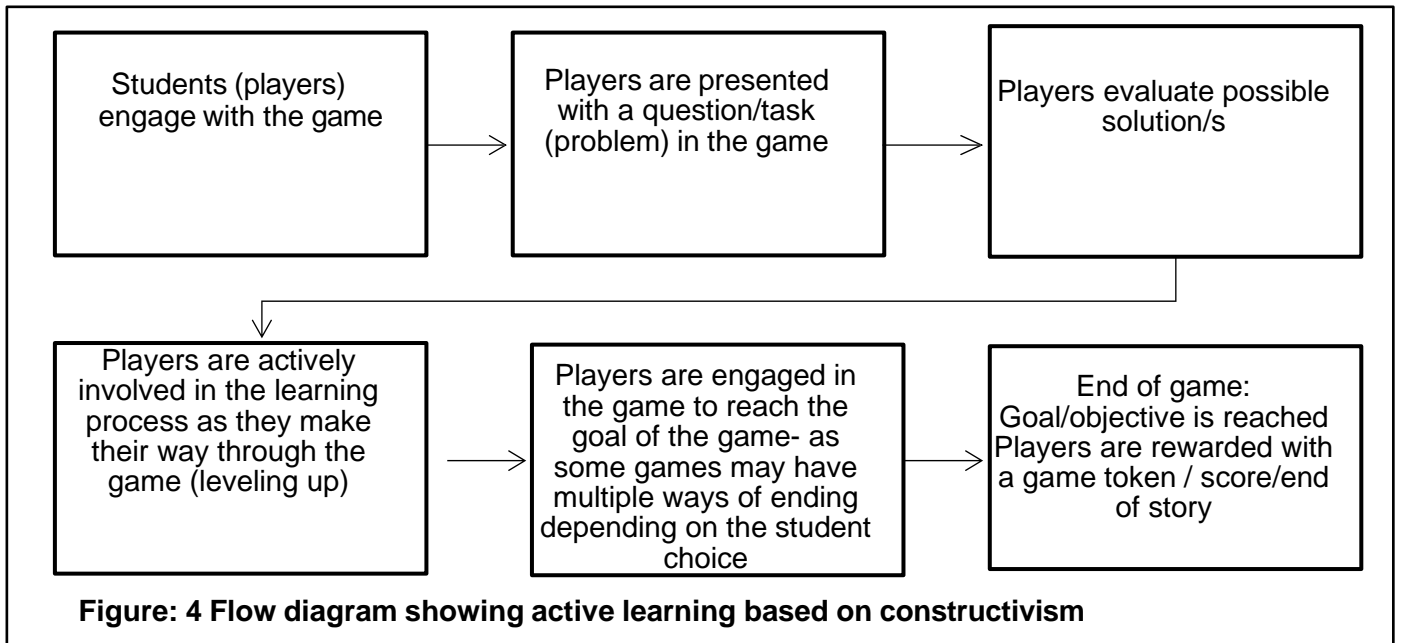 Students (players)
engage with the game
Players are presented
with a question/task
(problem) in the game
Players evaluate possible
solution/s
Players are actively
involved in the learning
process as they make
their way through the
game (leveling up)
Players are engaged in
the game to reach the
goal of the game- as
some games may have
multiple ways of ending
depending on the student
choice
End of game:
Goal/objective is reached
Players are rewarded with
a game token / score/end
of story
Figure: 4 Flow diagram showing active learning based on constructivism